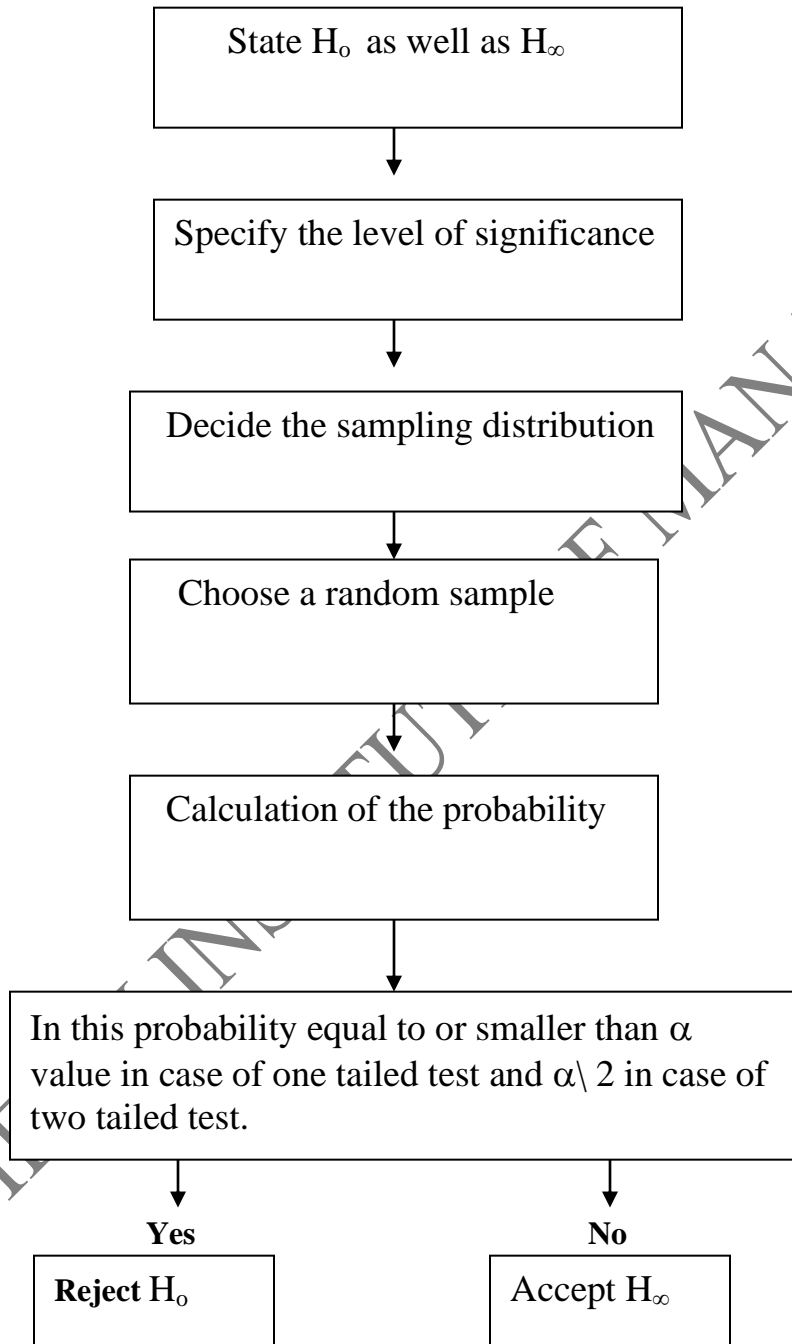 State H₀ as well as H∞
Specify the level of significance
Decide the sampling distribution
Choose a random sample
Calculation of the probability
In this probability equal to or smaller than α
value in case of one tailed test and α\ 2 in case of
two tailed test.
Yes
No
Reject H₀
Accept H∞